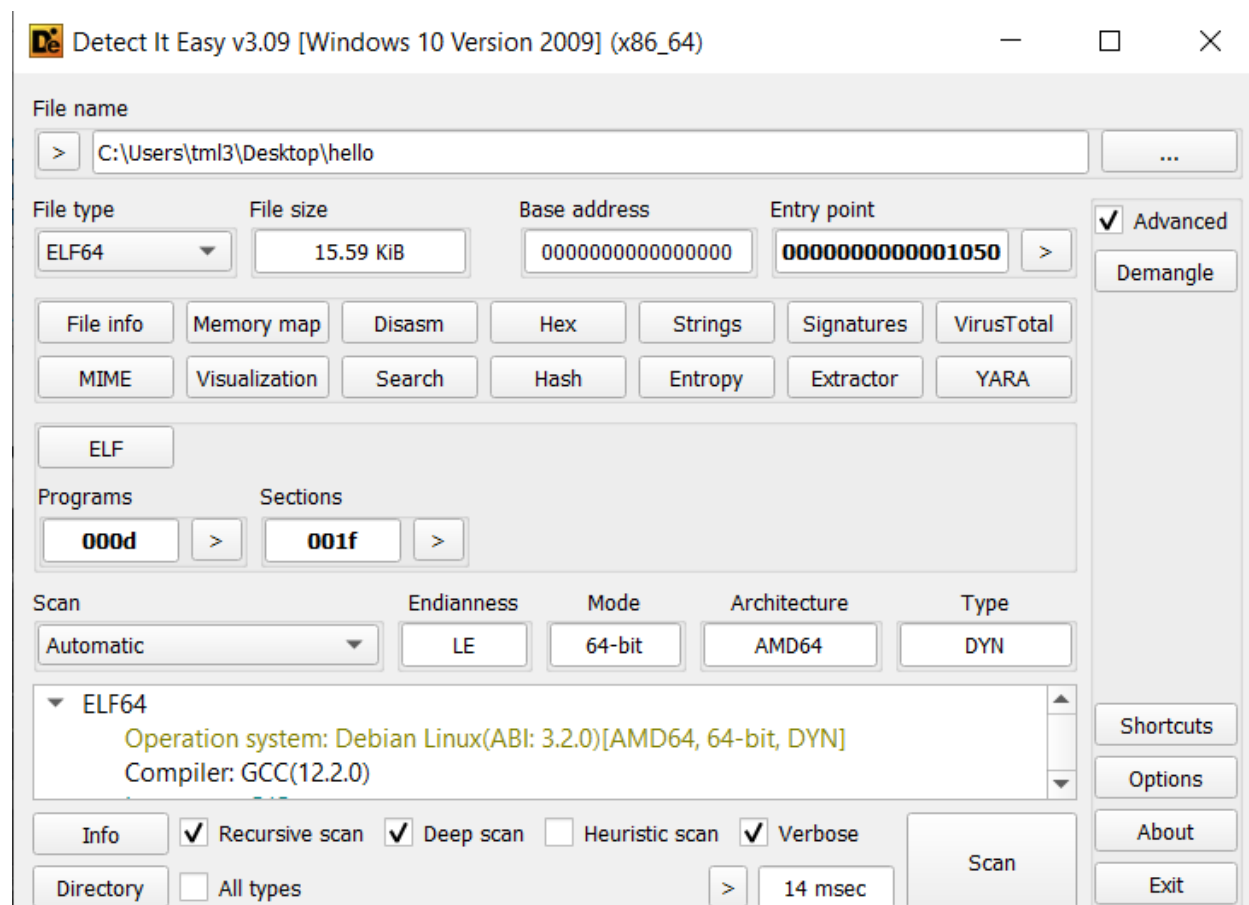 Detect It Easy v3.09 [Windows 10 Version 2009] (x86_64)
File name
> C:\Users\tml3\Desktop\hello ...
File type File size Base address Entry point Advanced
ELF64 15.59 KiB 0000000000000000 0000000000001050 >
Demangle
File info Memory map Disasm Hex Strings Signatures VirusTotal
MIME Visualization Search Hash Entropy Extractor YARA
ELF
Programs Sections
000d > 001f >
Scan Endianness Mode Architecture Type
Automatic LE 64-bit AMD64 DYN
ELF64
Operation system: Debian Linux(ABI: 3.2.0)[AMD64, 64-bit, DYN]
Compiler: GCC(12.2.0)
Shortcuts
Options
Info Recursive scan Deep scan Heuristic scan Verbose Scan About
Directory All types > 14 msec Exit